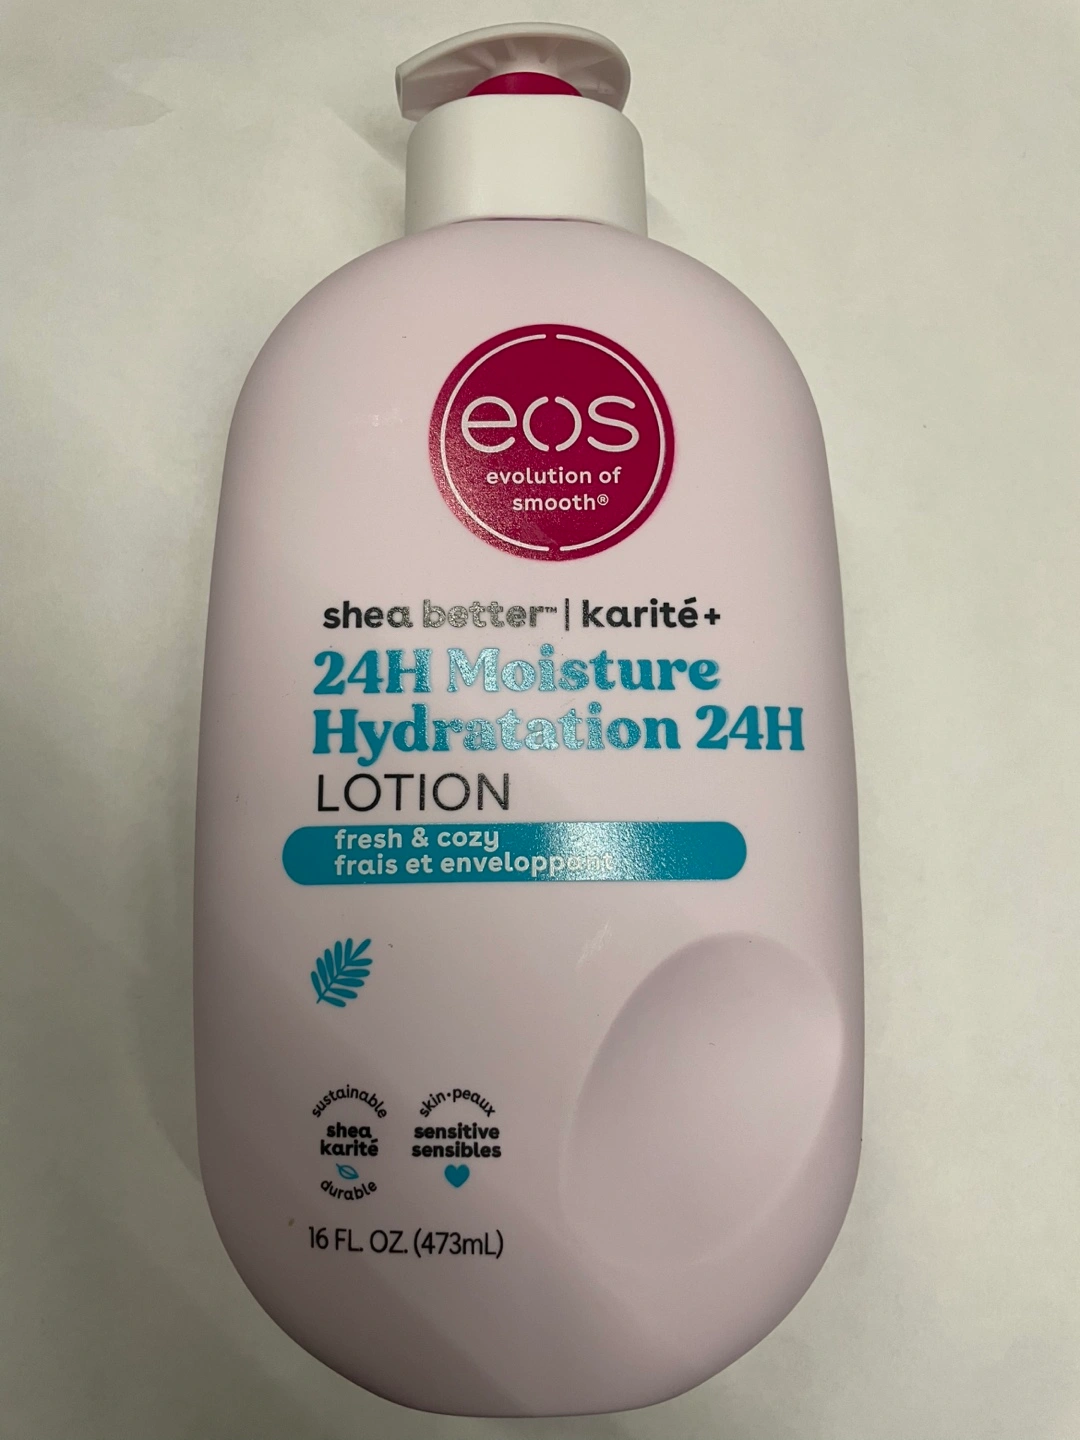 eos
evolution of
smooth®
shea better™ | karité+
24H Moisture
Hydratation 24H
LOTION
fresh & cozy
frais et enveloppant
sustainable
shea
karité
durable
skin•peaux
sensitive
sensibles
16 FL. OZ. (473mL)